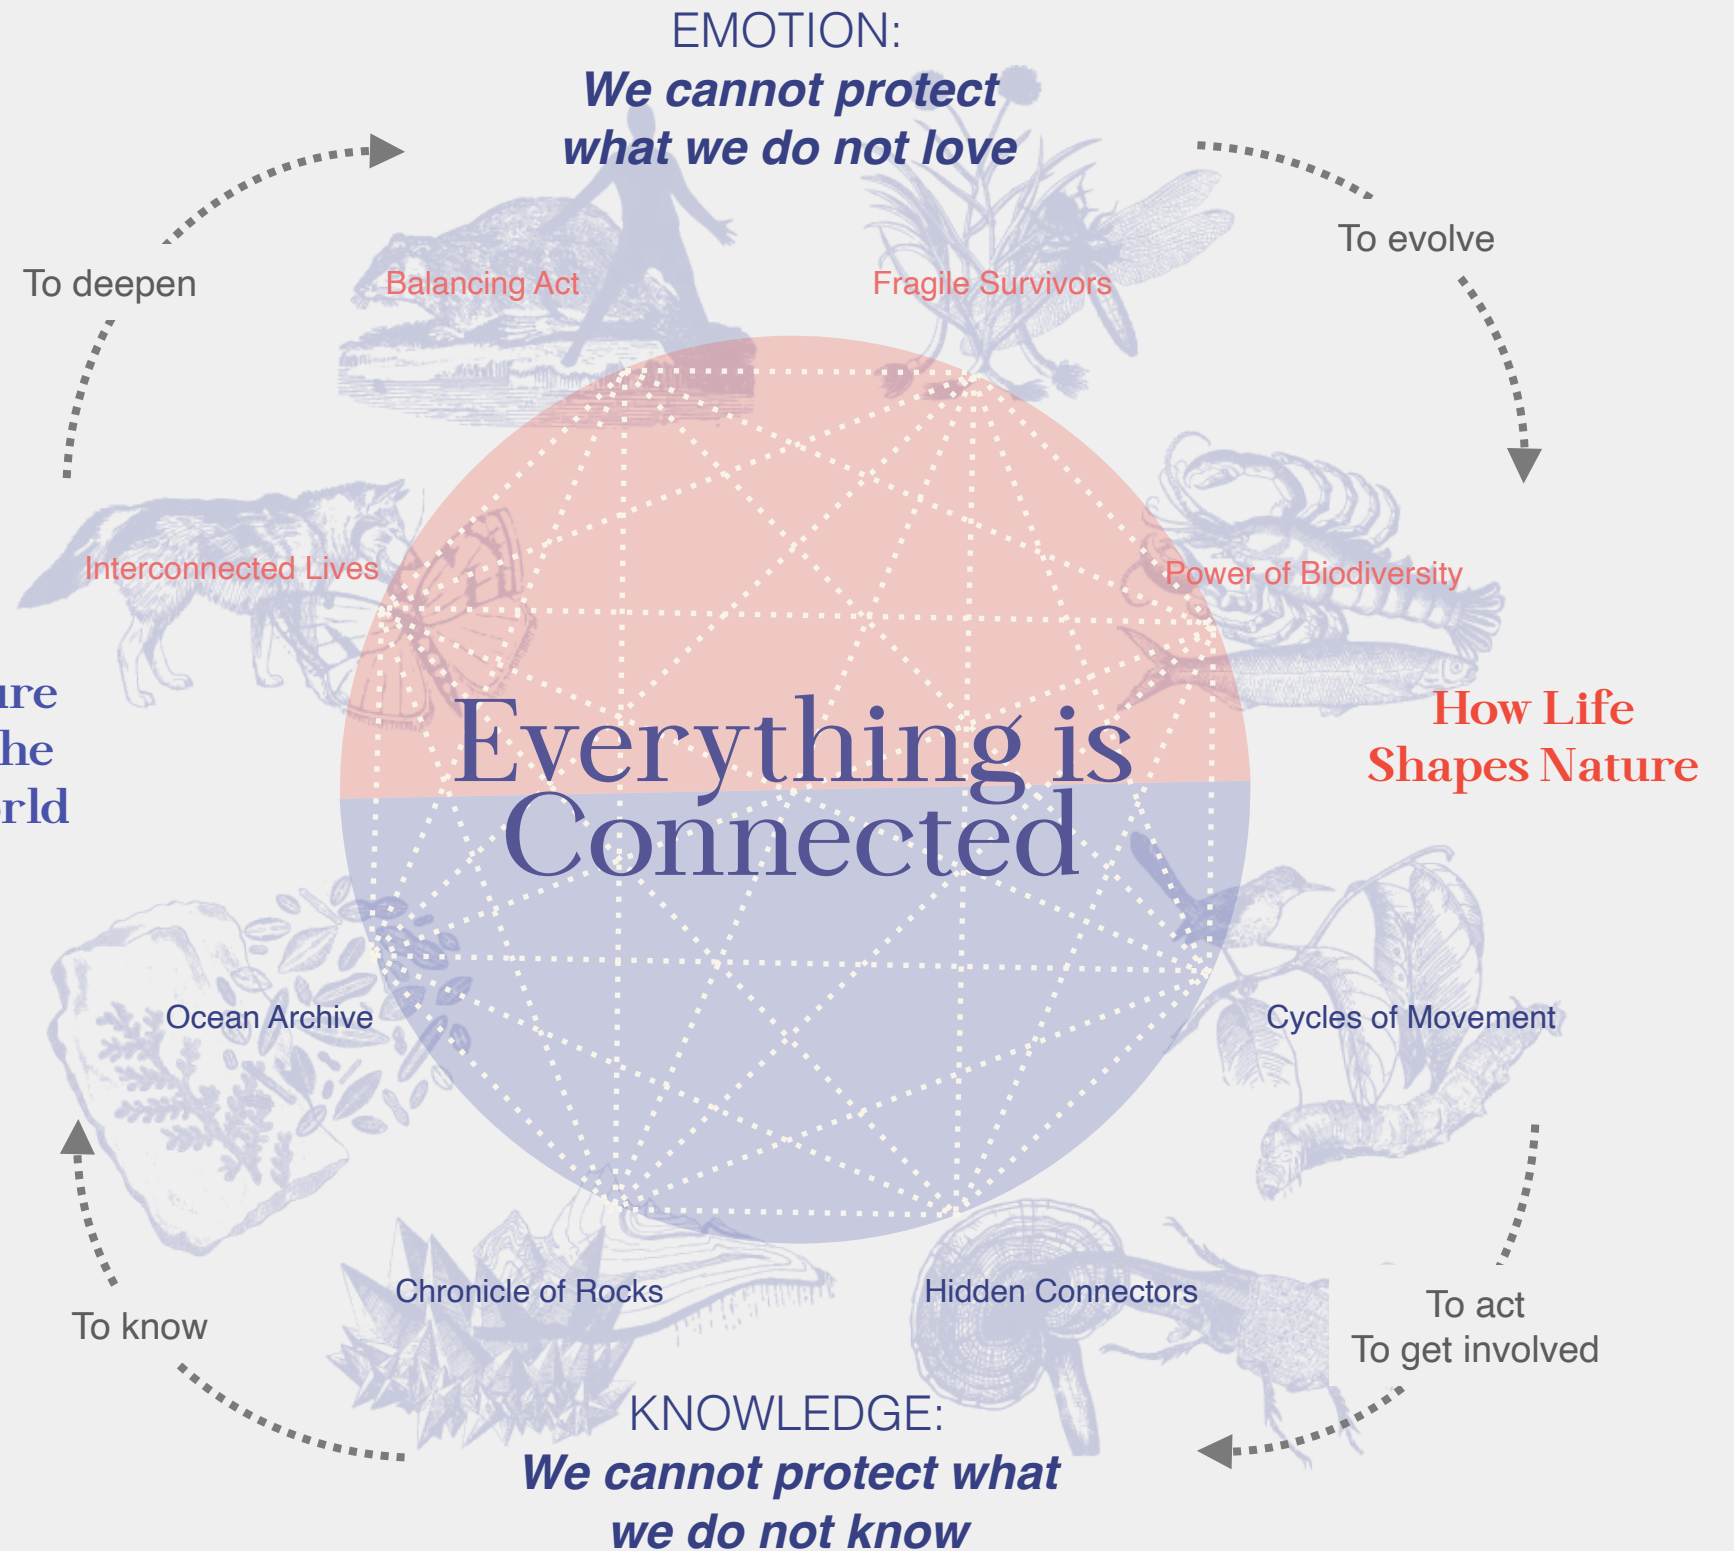 EMOTION:
We cannot protect
what we do not love
To evolve
To deepen
Balancing Act
Fragile Survivors
Interconnected Lives
Power of Biodiversity
How Life
Shapes Nature
Everything is
Connected
Ocean Archive
Cycles of Movement
Chronicle of Rocks
Hidden Connectors
To know
To act
To get involved
KNOWLEDGE:
We cannot protect what
we do not know